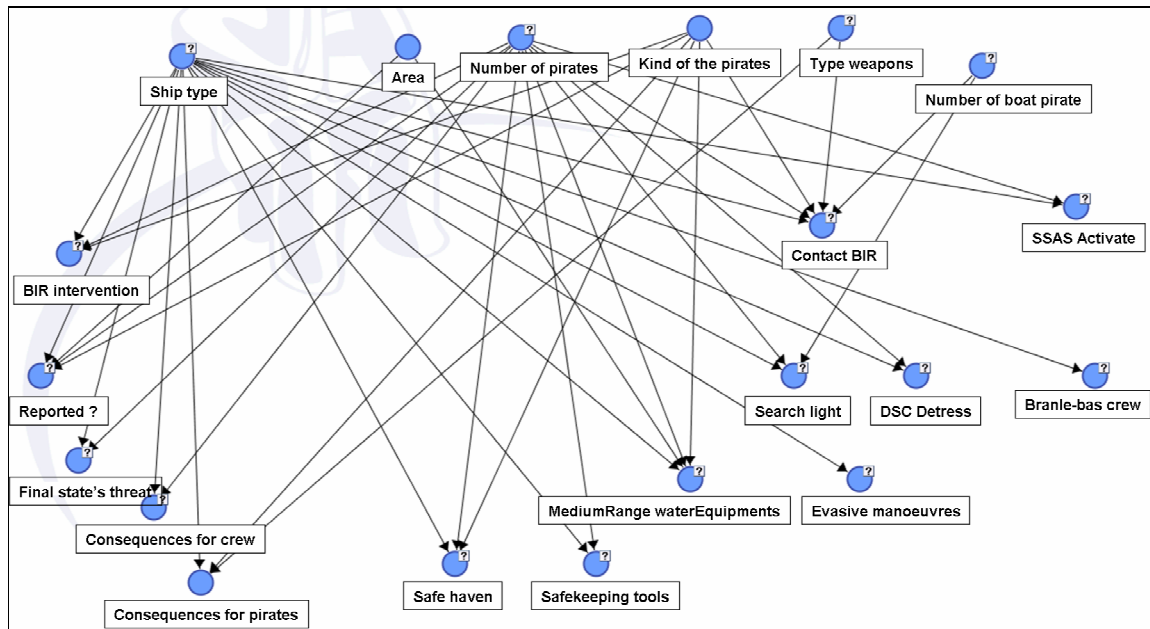 Ship type
Area
Number of pirates
Kind of the pirates
Type weapons
Number of boat pirate
SSAS Activate
Contact BIR
BIR intervention
Reported ?
Search light
DSC Detress
Branle-bas crew
Final state's threat
MediumRange waterEquipments
Evasive manoeuvres
Consequences for crew
Safe haven
Safekeeping tools
Consequences for pirates